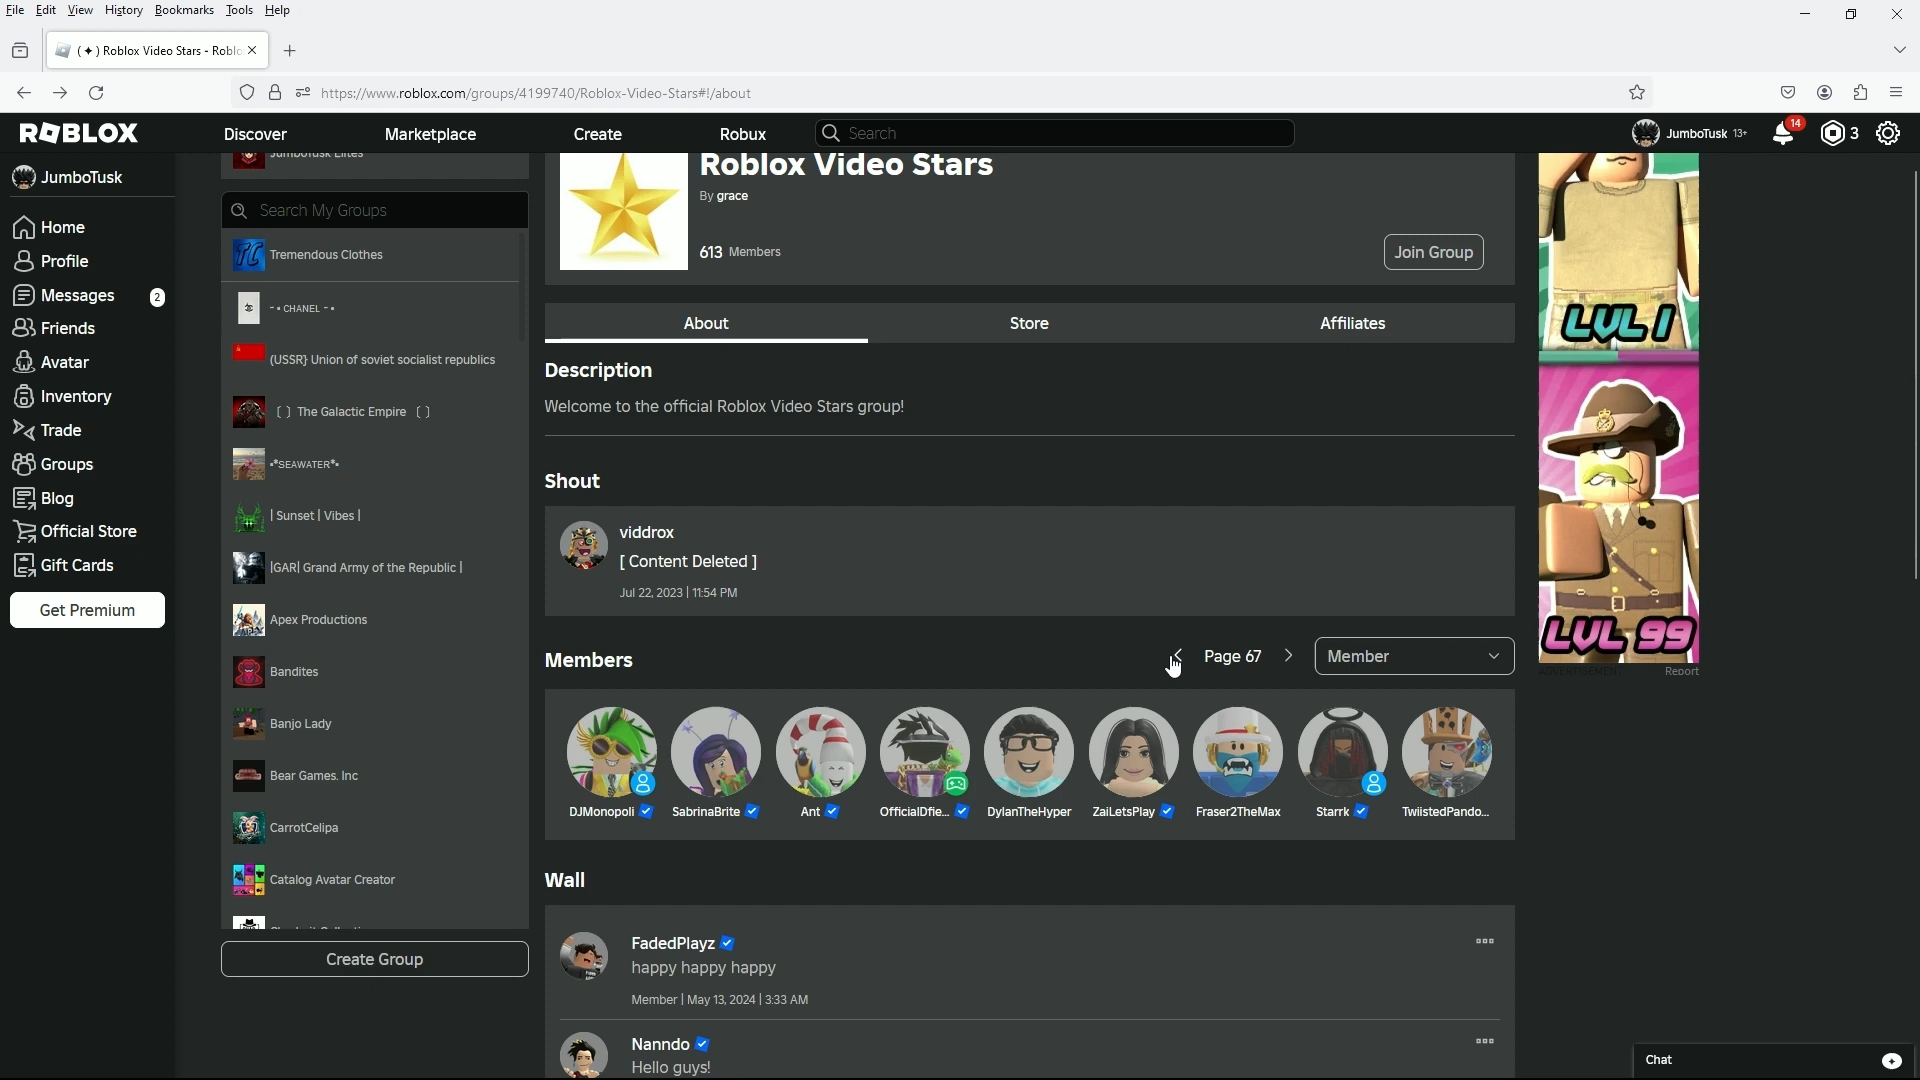 File Edit View History Bookmarks Tools Help
(✦) Roblox Video Stars - Roblo
https://www.roblox.com/groups/4199740/Roblox-Video-Stars#!/about
ROBLOX Discover Marketplace Create Robux Search JumboTusk 13+ 14 3
JumboTusk
Home
Profile
Messages 2
Friends
Avatar
Inventory
Trade
Groups
Blog
Official Store
Gift Cards
Get Premium
JumboTusk Elites
Search My Groups
TC Tremendous Clothes
- • CHANEL - •
(USSR} Union of soviet socialist republics
〔 〕 The Galactic Empire 〔 〕
•*SEAWATER*•
| Sunset | Vibes |
|GAR| Grand Army of the Republic |
Apex Productions
Bandites
Banjo Lady
Bear Games. Inc
CarrotCelipa
Catalog Avatar Creator
Create Group
Roblox Video Stars
By grace
613 Members
Join Group
About Store Affiliates
Description
Welcome to the official Roblox Video Stars group!
Shout
viddrox
[ Content Deleted ]
Jul 22, 2023 | 11:54 PM
Members Page 67 Member
DJMonopoli SabrinaBrite Ant OfficialDfie... DylanTheHyper ZaiLetsPlay Fraser2TheMax Starrk TwiistedPando...
Wall
FadedPlayz
happy happy happy
Member | May 13, 2024 | 3:33 AM
Nanndo
Hello guys!
LVL 1
LVL 99
ADVERTISEMENT Report
Chat